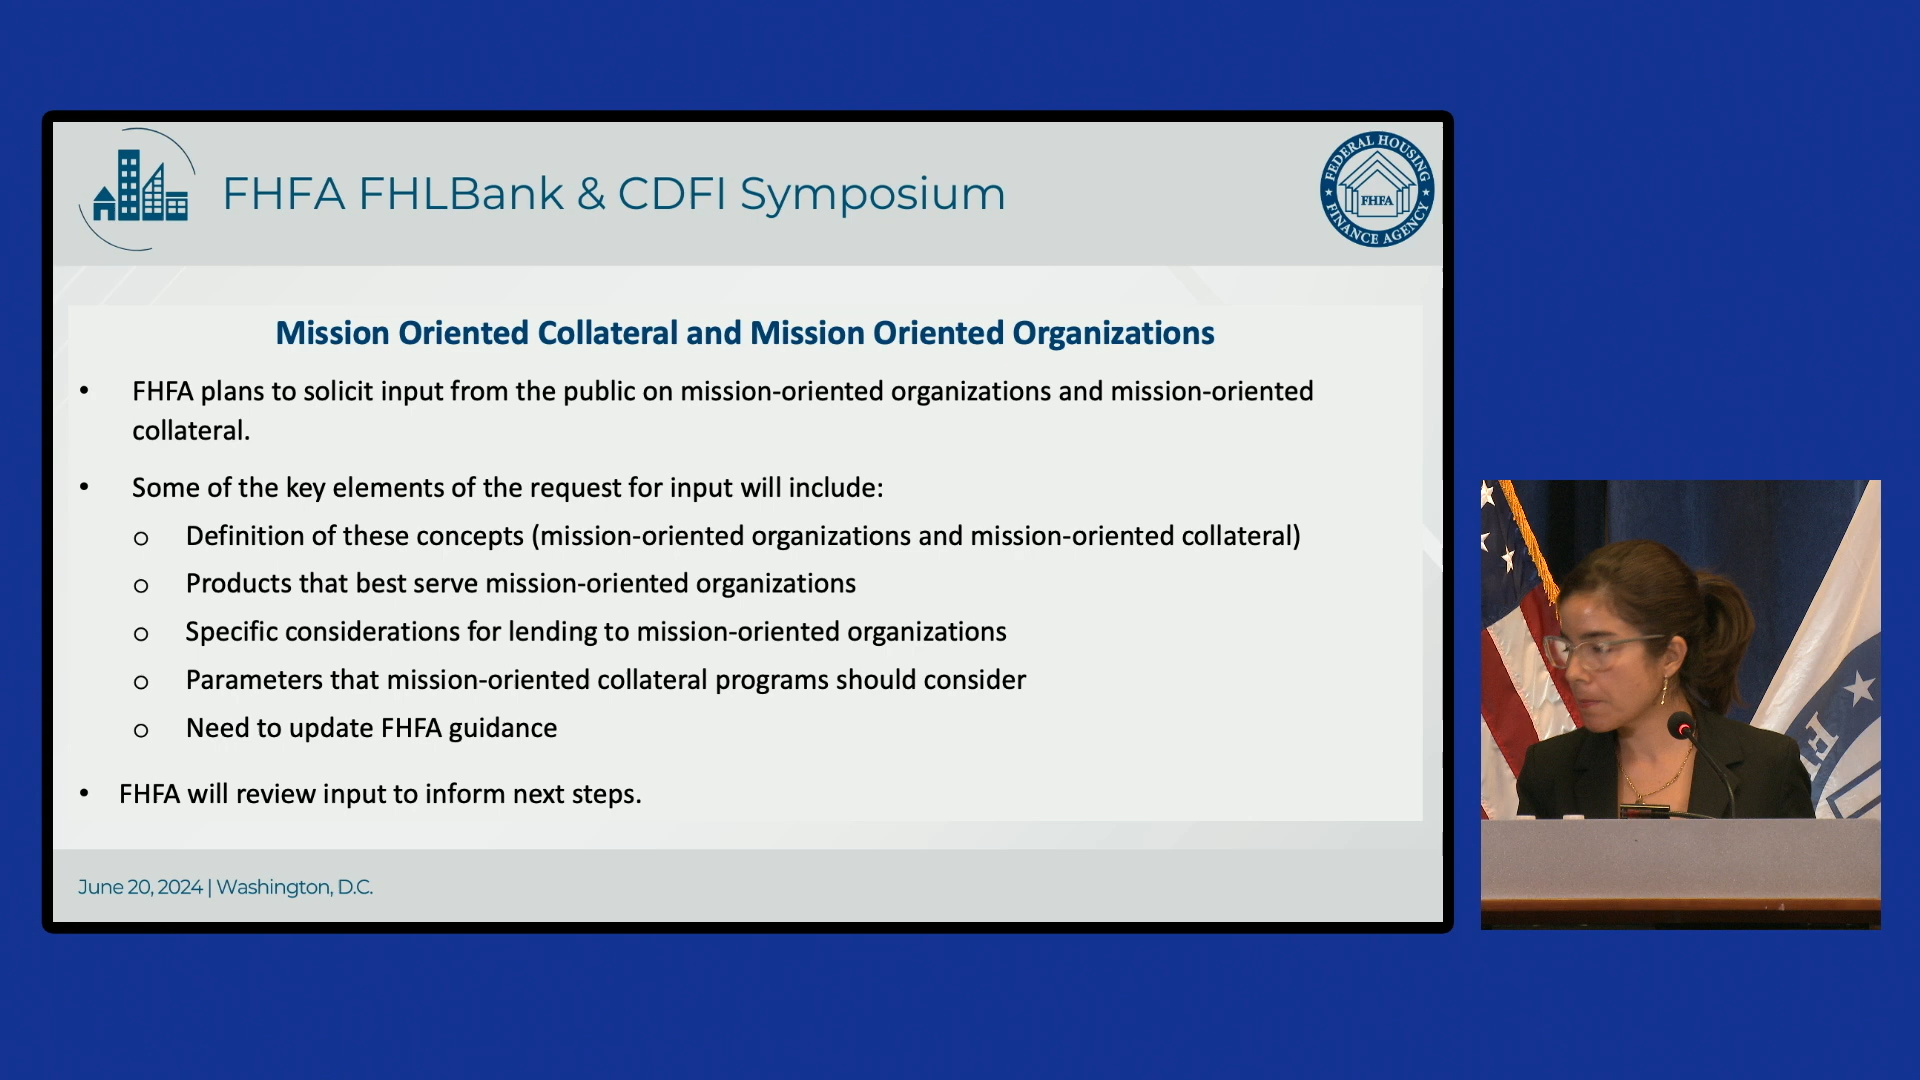 FHFA FHLBank & CDFI Symposium
FEDERAL HOUSING
FHFA
FINANCE AGENCY
Mission Oriented Collateral and Mission Oriented Organizations
• FHFA plans to solicit input from the public on mission-oriented organizations and mission-oriented
collateral.
• Some of the key elements of the request for input will include:
o Definition of these concepts (mission-oriented organizations and mission-oriented collateral)
o Products that best serve mission-oriented organizations
o Specific considerations for lending to mission-oriented organizations
o Parameters that mission-oriented collateral programs should consider
o Need to update FHFA guidance
• FHFA will review input to inform next steps.
June 20, 2024 | Washington, D.C.